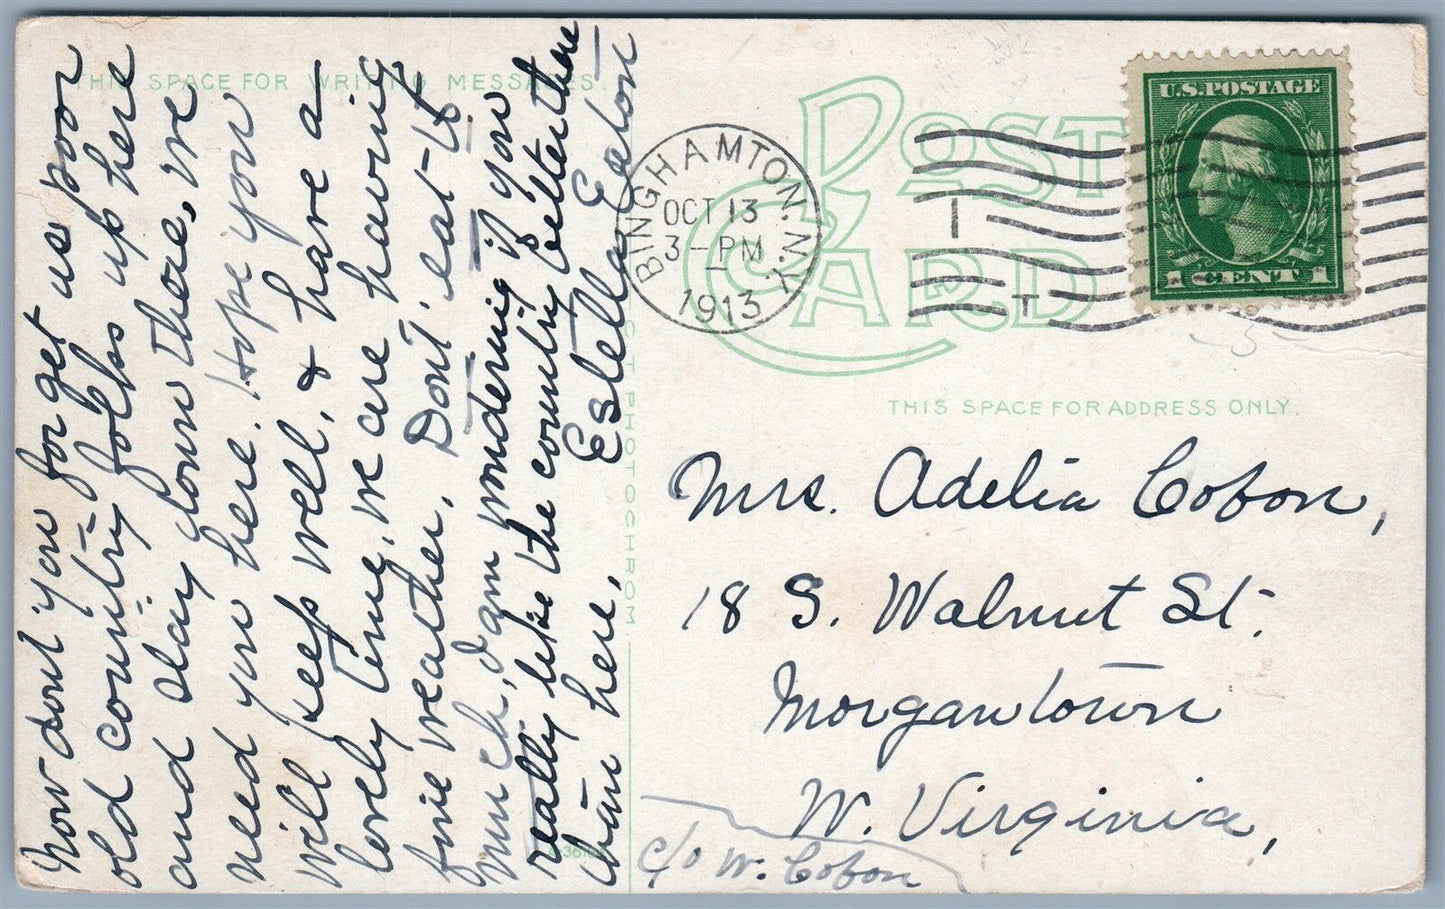 THIS SPACE FOR WRITING MESSAGES.
Now dont you forget us poor
old country folks up here
and stay down there, we
need you here. Hope you
will keep well, & have a
lovely time, we are having
fine weather, Don't eat to
much, I am wondering if you
really like the country better there
than here,
Estella Eaton
POST CARD
BINGHAMTON. N.Y.
OCT 13
3 - PM
1913
U.S. POSTAGE
1 CENT 1
THIS SPACE FOR ADDRESS ONLY.
Mrs. Adelia Cobon,
18 S. Walnut St.
Morgantown
W. Virginia,
c/o W. Cobon